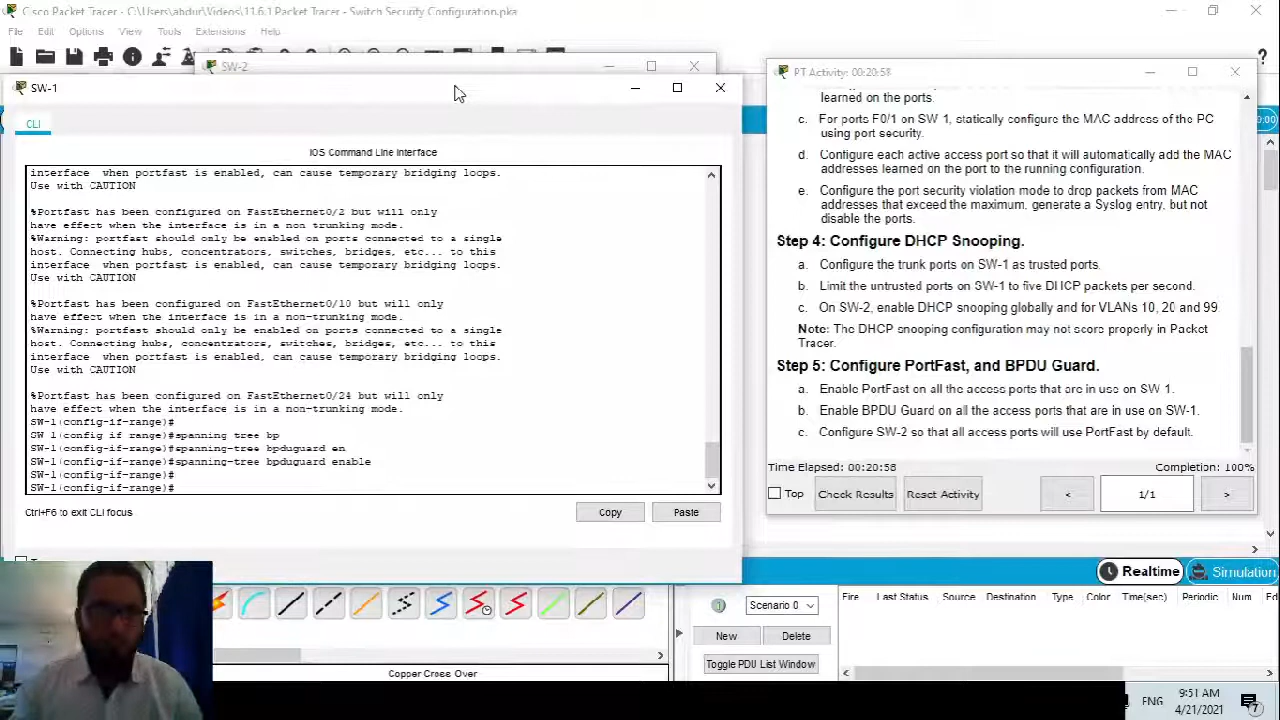 Cisco Packet Tracer - C:\Users\abdur\Videos\11.6.1 Packet Tracer - Switch Security Configuration.pka
File Edit Options View Tools Extensions Help
SW-2
SW-1
CLI
IOS Command Line Interface
interface when portfast is enabled, can cause temporary bridging loops.
Use with CAUTION
%Portfast has been configured on FastEthernet0/2 but will only
have effect when the interface is in a non-trunking mode.
%Warning: portfast should only be enabled on ports connected to a single
host. Connecting hubs, concentrators, switches, bridges, etc... to this
interface when portfast is enabled, can cause temporary bridging loops.
Use with CAUTION
%Portfast has been configured on FastEthernet0/10 but will only
have effect when the interface is in a non-trunking mode.
%Warning: portfast should only be enabled on ports connected to a single
host. Connecting hubs, concentrators, switches, bridges, etc... to this
interface when portfast is enabled, can cause temporary bridging loops.
Use with CAUTION
%Portfast has been configured on FastEthernet0/24 but will only
have effect when the interface is in a non-trunking mode.
SW-1(config-if-range)#
SW-1(config-if-range)#spanning-tree bp
SW-1(config-if-range)#spanning-tree bpduguard en
SW-1(config-if-range)#spanning-tree bpduguard enable
SW-1(config-if-range)#
SW-1(config-if-range)#
Ctrl+F6 to exit CLI focus
Copy
Paste
PT Activity: 00:20:58
learned on the ports.
c. For ports F0/1 on SW-1, statically configure the MAC address of the PC
using port security.
d. Configure each active access port so that it will automatically add the MAC
addresses learned on the port to the running configuration.
e. Configure the port security violation mode to drop packets from MAC
addresses that exceed the maximum, generate a Syslog entry, but not
disable the ports.
Step 4: Configure DHCP Snooping.
a. Configure the trunk ports on SW-1 as trusted ports.
b. Limit the untrusted ports on SW-1 to five DHCP packets per second.
c. On SW-2, enable DHCP snooping globally and for VLANs 10, 20 and 99.
Note: The DHCP snooping configuration may not score properly in Packet
Tracer.
Step 5: Configure PortFast, and BPDU Guard.
a. Enable PortFast on all the access ports that are in use on SW-1.
b. Enable BPDU Guard on all the access ports that are in use on SW-1.
c. Configure SW-2 so that all access ports will use PortFast by default.
Time Elapsed: 00:20:58
Completion: 100%
Top
Check Results
Reset Activity
<
1/1
>
Realtime
Simulation
Scenario 0
New
Delete
Toggle PDU List Window
Fire Last Status Source Destination Type Color Time(sec) Periodic Num Ed
Copper Cross-Over
ENG
9:51 AM
4/21/2021
7